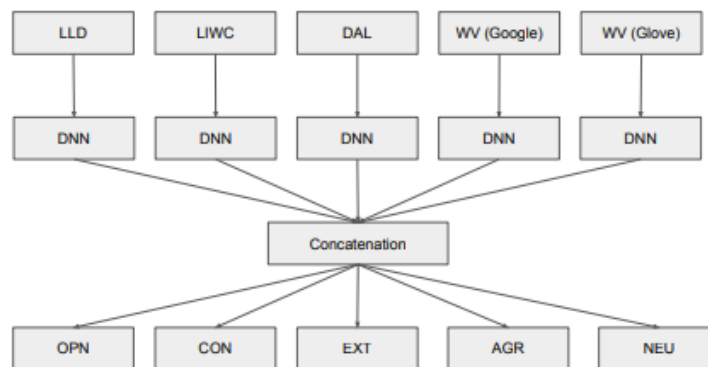 LLD
LIWC
DAL
WV (Google)
WV (Glove)
DNN
DNN
DNN
DNN
DNN
Concatenation
OPN
CON
EXT
AGR
NEU